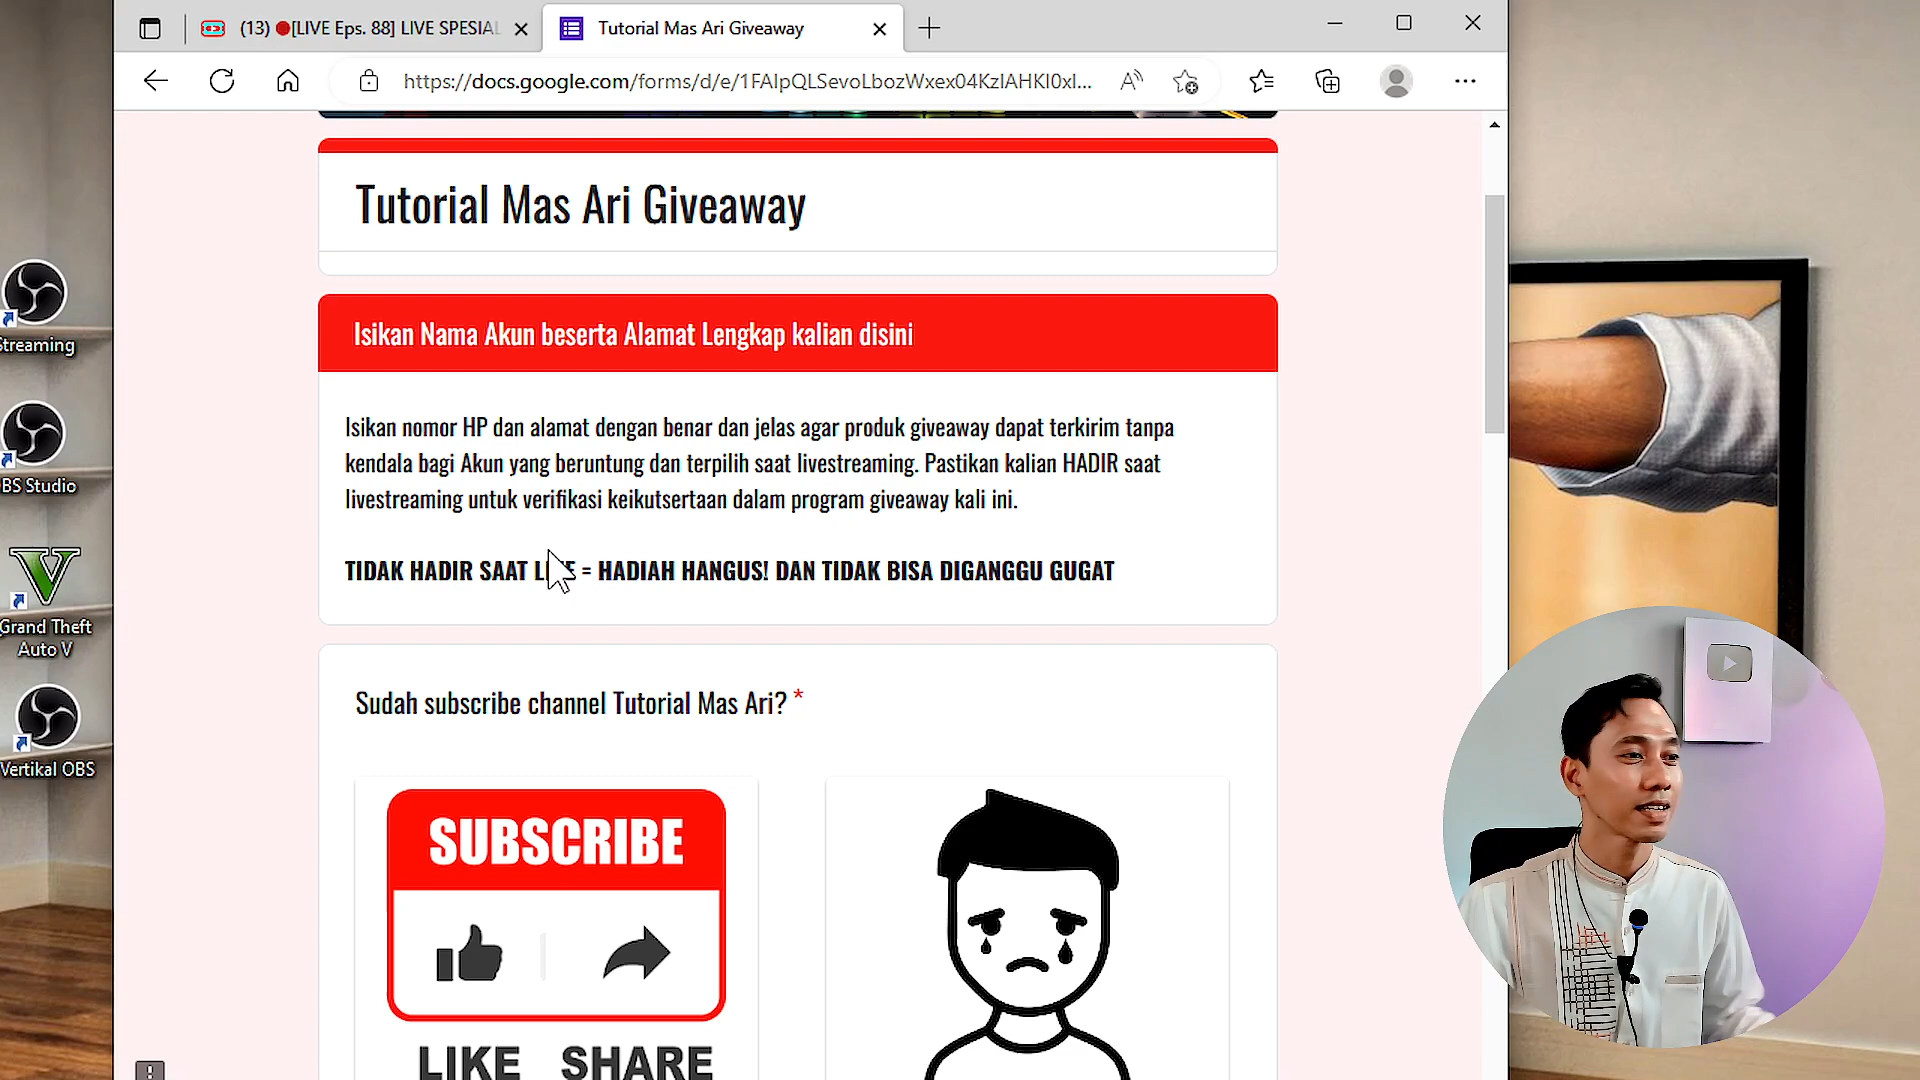 (13) [LIVE Eps. 88] LIVE SPESIAL
Tutorial Mas Ari Giveaway
https://docs.google.com/forms/d/e/1FAIpQLSevoLbozWxex04KzIAHKI0xl...
Tutorial Mas Ari Giveaway
Isikan Nama Akun beserta Alamat Lengkap kalian disini
Isikan nomor HP dan alamat dengan benar dan jelas agar produk giveaway dapat terkirim tanpa
kendala bagi Akun yang beruntung dan terpilih saat livestreaming. Pastikan kalian HADIR saat
livestreaming untuk verifikasi keikutsertaan dalam program giveaway kali ini.
TIDAK HADIR SAAT LIVE = HADIAH HANGUS! DAN TIDAK BISA DIGANGGU GUGAT
Sudah subscribe channel Tutorial Mas Ari? *
SUBSCRIBE
LIKE SHARE
Streaming
BS Studio
Grand Theft
Auto V
Vertikal OBS